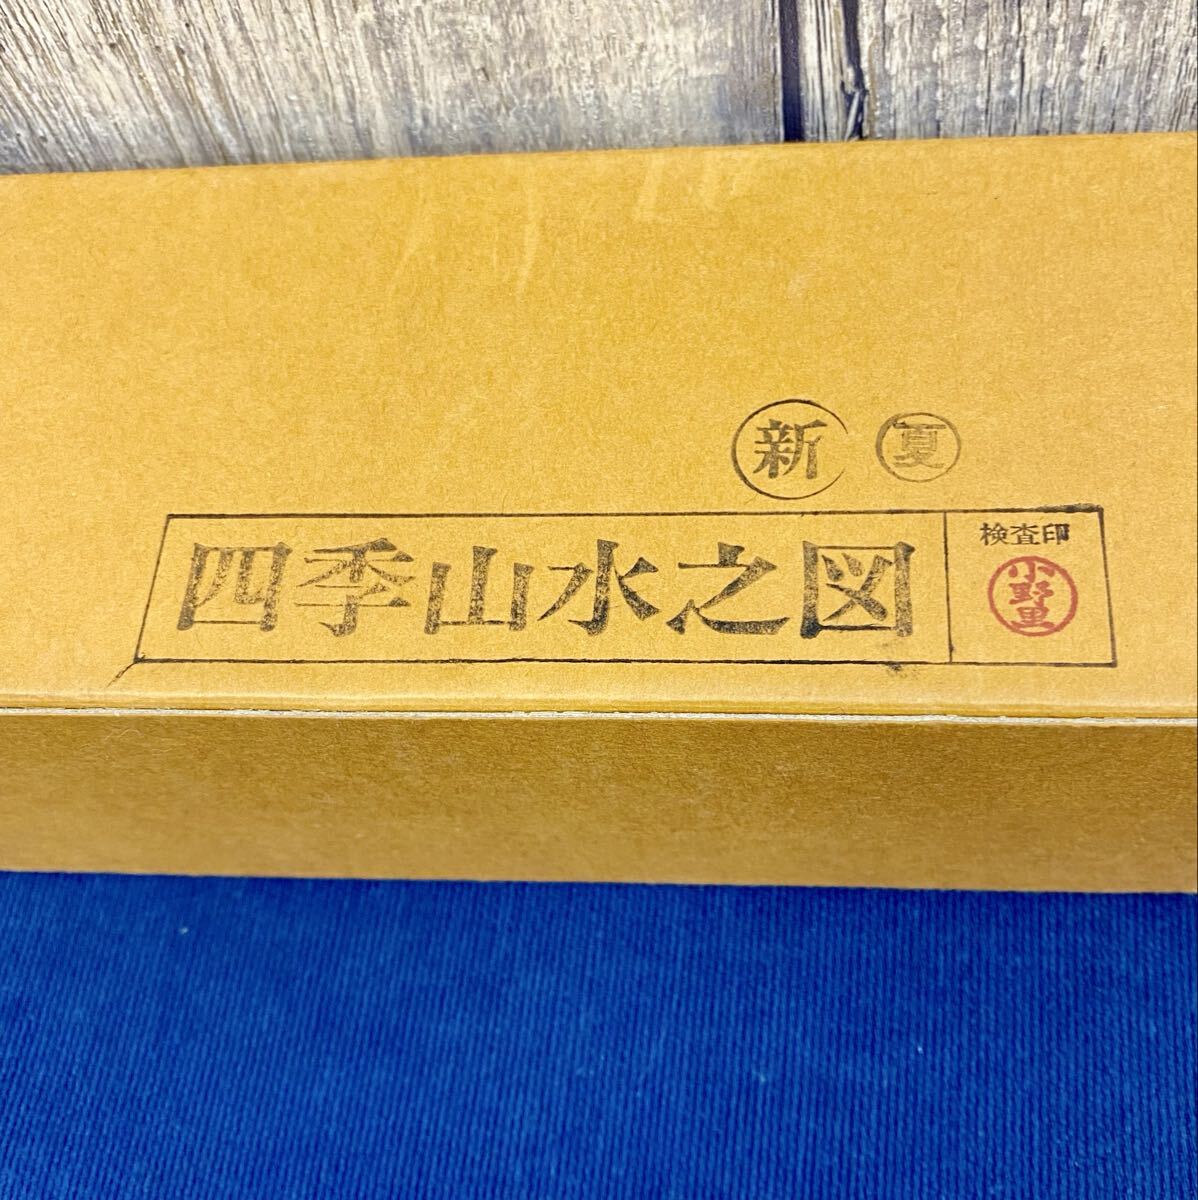 新 夏
四季山水之図
検査印
小野里